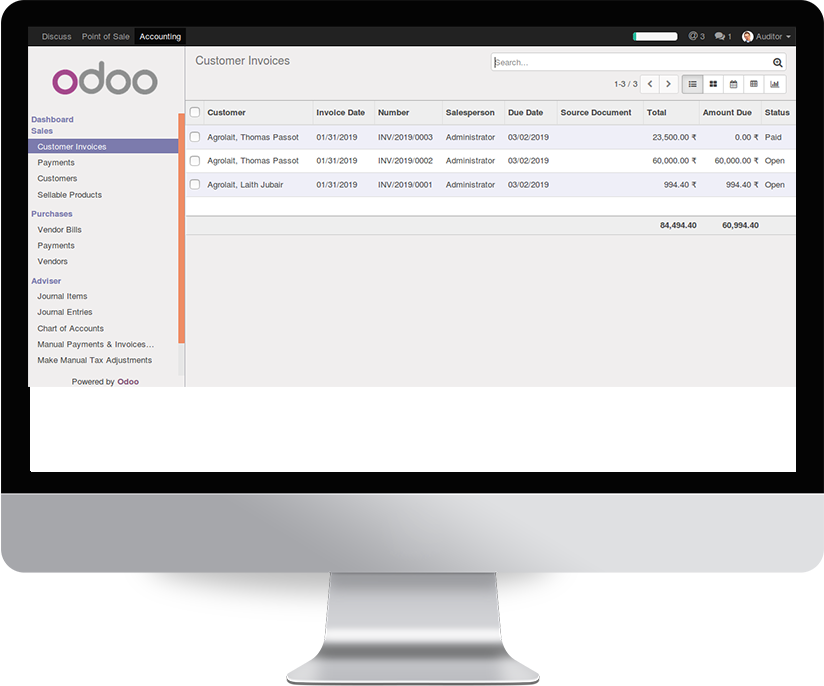 Discuss Point of Sale Accounting @ 3 1 Auditor
odoo
Customer Invoices
Search...
1-3 / 3
Dashboard
Sales
Customer Invoices
Payments
Customers
Sellable Products
Purchases
Vendor Bills
Payments
Vendors
Adviser
Journal Items
Journal Entries
Chart of Accounts
Manual Payments & Invoices...
Make Manual Tax Adjustments
Powered by Odoo
Customer Invoice Date Number Salesperson Due Date Source Document Total Amount Due Status
Agrolait, Thomas Passot 01/31/2019 INV/2019/0003 Administrator 03/02/2019 23,500.00 ₹ 0.00 ₹ Paid
Agrolait, Thomas Passot 01/31/2019 INV/2019/0002 Administrator 03/02/2019 60,000.00 ₹ 60,000.00 ₹ Open
Agrolait, Laith Jubair 01/31/2019 INV/2019/0001 Administrator 03/02/2019 994.40 ₹ 994.40 ₹ Open
84,494.40 60,994.40